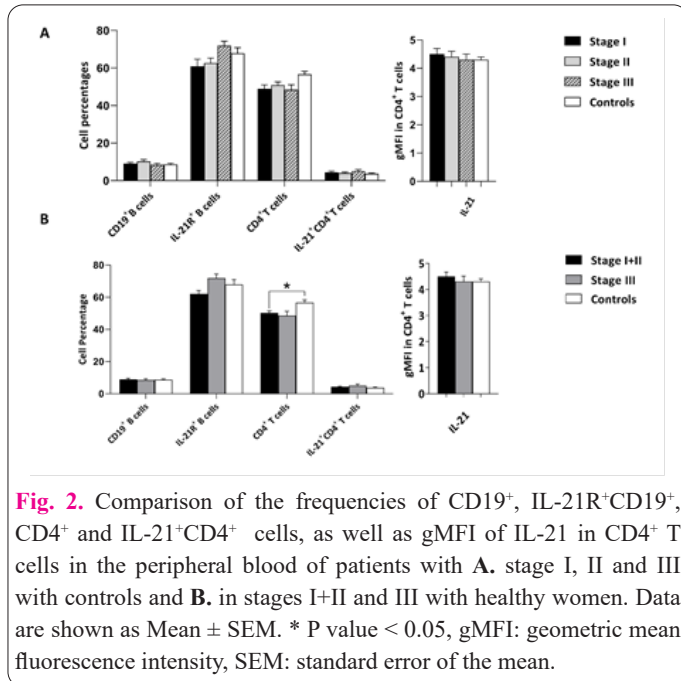 A
Cell percentages
80
60
40
20
0
CD19⁺B cells
IL-21R⁺B cells
CD4⁺T cells
IL-21⁺CD4⁺T cells
gMFI in CD4⁺ T cells
5
4
3
2
1
0
IL-21
Stage I
Stage II
Stage III
Controls
B
Cell Percentage
80
60
40
20
0
*
CD19⁺ B cells
IL-21R⁺ B cells
CD4⁺ T cells
IL-21⁺CD4⁺ T cells
gMFI in CD4⁺ T cells
5
4
3
2
1
0
IL-21
Stage I+II
Stage III
Controls
Fig. 2. Comparison of the frequencies of CD19⁺, IL-21R⁺CD19⁺,
CD4⁺ and IL-21⁺CD4⁺ cells, as well as gMFI of IL-21 in CD4⁺ T
cells in the peripheral blood of patients with A. stage I, II and III
with controls and B. in stages I+II and III with healthy women. Data
are shown as Mean ± SEM. * P value < 0.05, gMFI: geometric mean
fluorescence intensity, SEM: standard error of the mean.